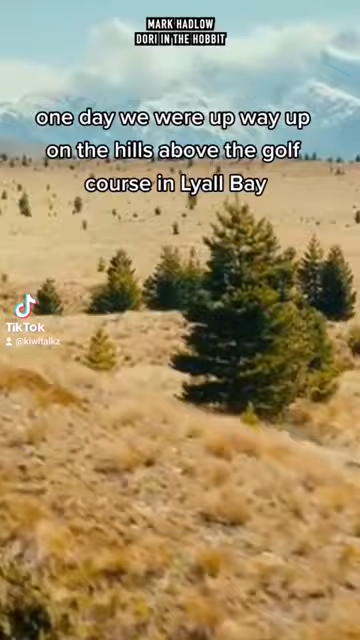 MARK HADLOW
DORI IN THE HOBBIT
one day we were up way up
on the hills above the golf
course in Lyall Bay
TikTok
@kiwitalkz